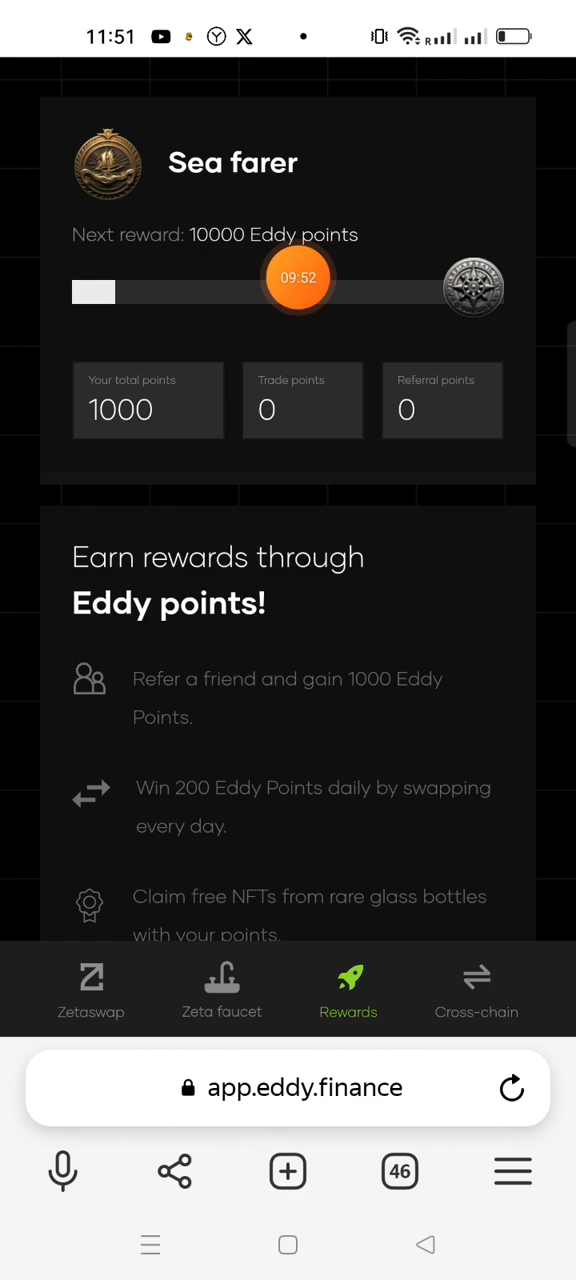 11:51
Sea farer
Next reward: 10000 Eddy points
09:52
Your total points
1000
Trade points
0
Referral points
0
Earn rewards through
Eddy points!
Refer a friend and gain 1000 Eddy
Points.
Win 200 Eddy Points daily by swapping
every day.
Claim free NFTs from rare glass bottles
with your points.
Zetaswap
Zeta faucet
Rewards
Cross-chain
app.eddy.finance
46